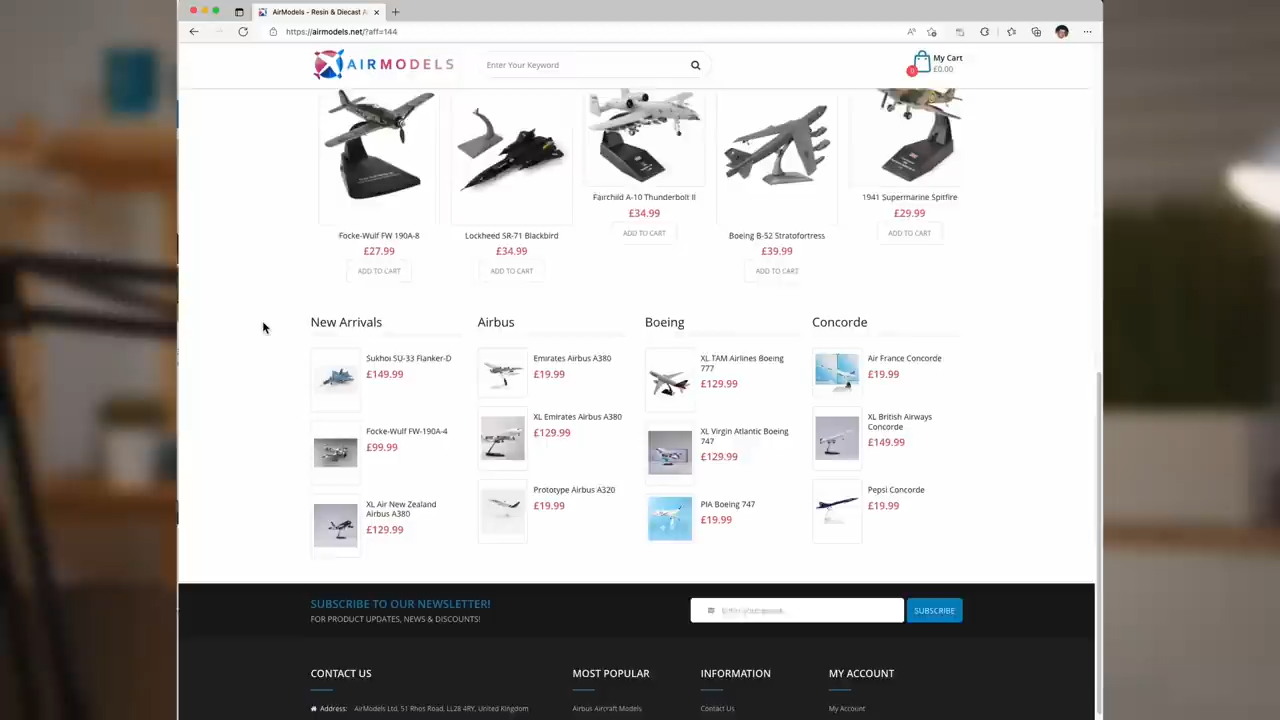 AirModels - Resin & Diecast A
https://airmodels.net/?aff=144
AIRMODELS
Enter Your Keyword
0
My Cart
£0.00
Focke-Wulf FW 190A-8
£27.99
ADD TO CART
Lockheed SR-71 Blackbird
£34.99
ADD TO CART
Fairchild A-10 Thunderbolt II
£34.99
ADD TO CART
Boeing B-52 Stratofortress
£39.99
ADD TO CART
1941 Supermarine Spitfire
£29.99
ADD TO CART
New Arrivals
Sukhoi SU-33 Flanker-D
£149.99
Focke-Wulf FW-190A-4
£99.99
XL Air New Zealand
Airbus A380
£129.99
Airbus
Emirates Airbus A380
£19.99
XL Emirates Airbus A380
£129.99
Prototype Airbus A320
£19.99
Boeing
XL TAM Airlines Boeing
777
£129.99
XL Virgin Atlantic Boeing
747
£129.99
PIA Boeing 747
£19.99
Concorde
Air France Concorde
£19.99
XL British Airways
Concorde
£149.99
Pepsi Concorde
£19.99
SUBSCRIBE TO OUR NEWSLETTER!
FOR PRODUCT UPDATES, NEWS & DISCOUNTS!
SUBSCRIBE
CONTACT US
Address: AirModels Ltd, 51 Rhos Road, LL28 4RY, United Kingdom
MOST POPULAR
Airbus Aircraft Models
INFORMATION
Contact Us
MY ACCOUNT
My Account